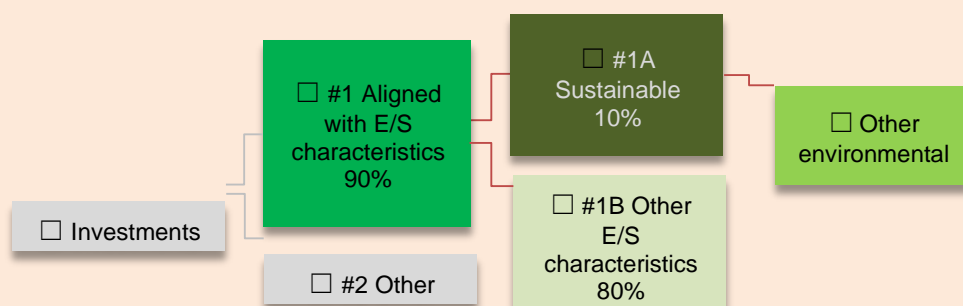 ☐ #1 Aligned
with E/S
characteristics
90%
☐ #1A
Sustainable
10%
☐ Other
environmental
☐ Investments
☐ #1B Other
E/S
characteristics
80%
☐ #2 Other